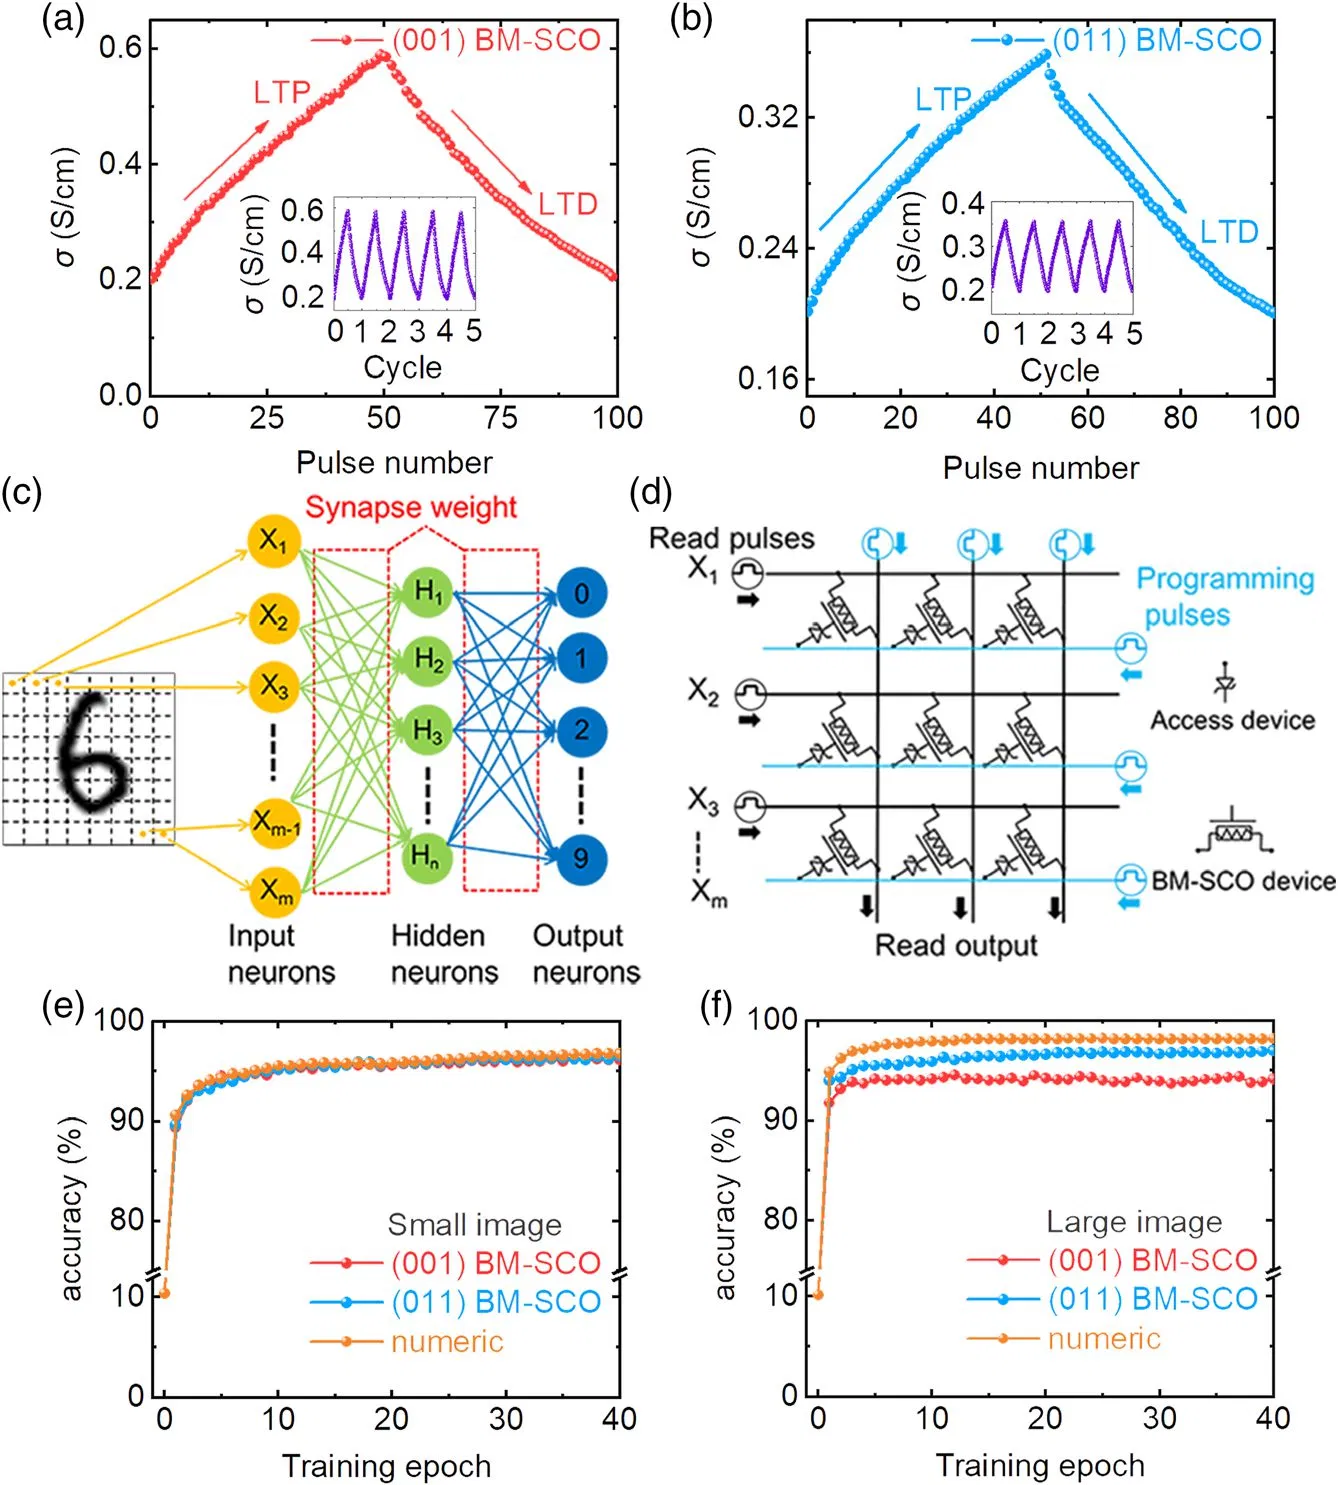 (a)
0.6
0.4
0.2
0.0
σ (S/cm)
(001) BM-SCO
LTP
LTD
0.6
0.4
0.2
σ (S/cm)
0 1 2 3 4 5
Cycle
0 25 50 75 100
Pulse number
(b)
0.32
0.24
0.16
σ (S/cm)
(011) BM-SCO
LTP
LTD
0.4
0.3
0.2
σ (S/cm)
0 1 2 3 4 5
Cycle
0 20 40 60 80 100
Pulse number
(c)
Synapse weight
X1
X2
X3
Xm-1
Xm
H1
H2
H3
Hn
0
1
2
9
6
Input
neurons
Hidden
neurons
Output
neurons
(d)
Read pulses
X1
X2
X3
Xm
Programming
pulses
Access device
BM-SCO device
Read output
(e)
100
90
80
10
0
accuracy (%)
Small image
(001) BM-SCO
(011) BM-SCO
numeric
0 10 20 30 40
Training epoch
(f)
100
90
80
10
0
accuracy (%)
Large image
(001) BM-SCO
(011) BM-SCO
numeric
0 10 20 30 40
Training epoch